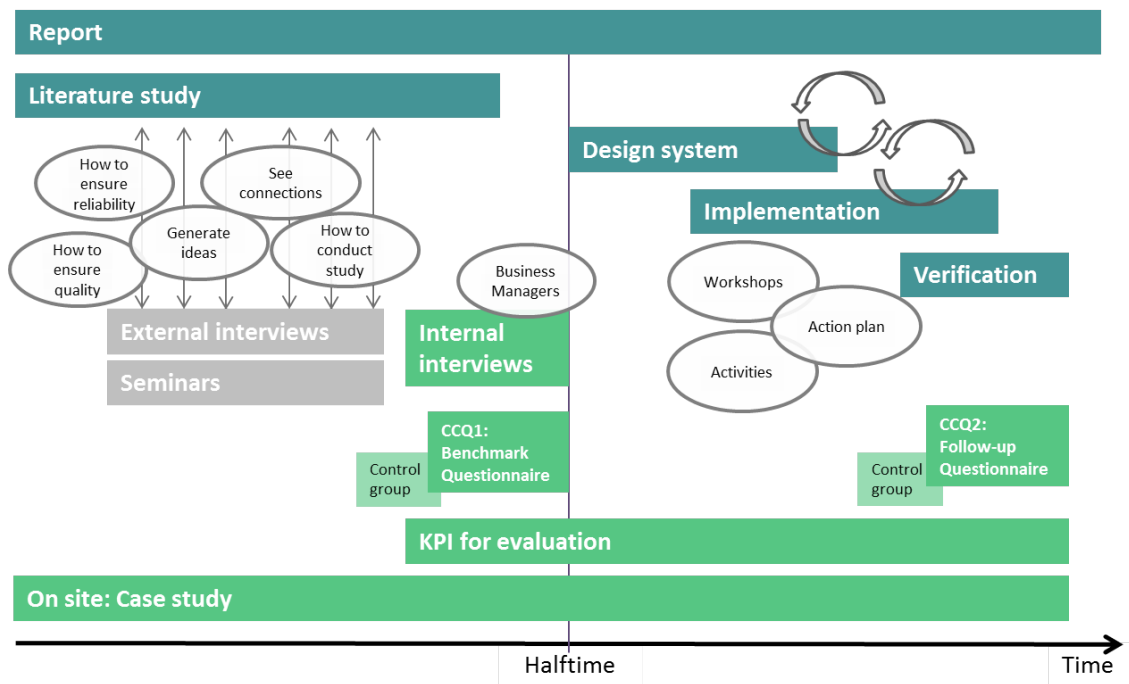 Report
Literature study
How to
ensure
reliability
See
connections
Generate
ideas
How to
conduct
study
How to
ensure
quality
External interviews
Seminars
Business
Managers
Internal
interviews
Design system
Implementation
Verification
Workshops
Action plan
Activities
CCQ1:
Benchmark
Questionnaire
Control
group
CCQ2:
Follow-up
Questionnaire
Control
group
KPI for evaluation
On site: Case study
Halftime
Time